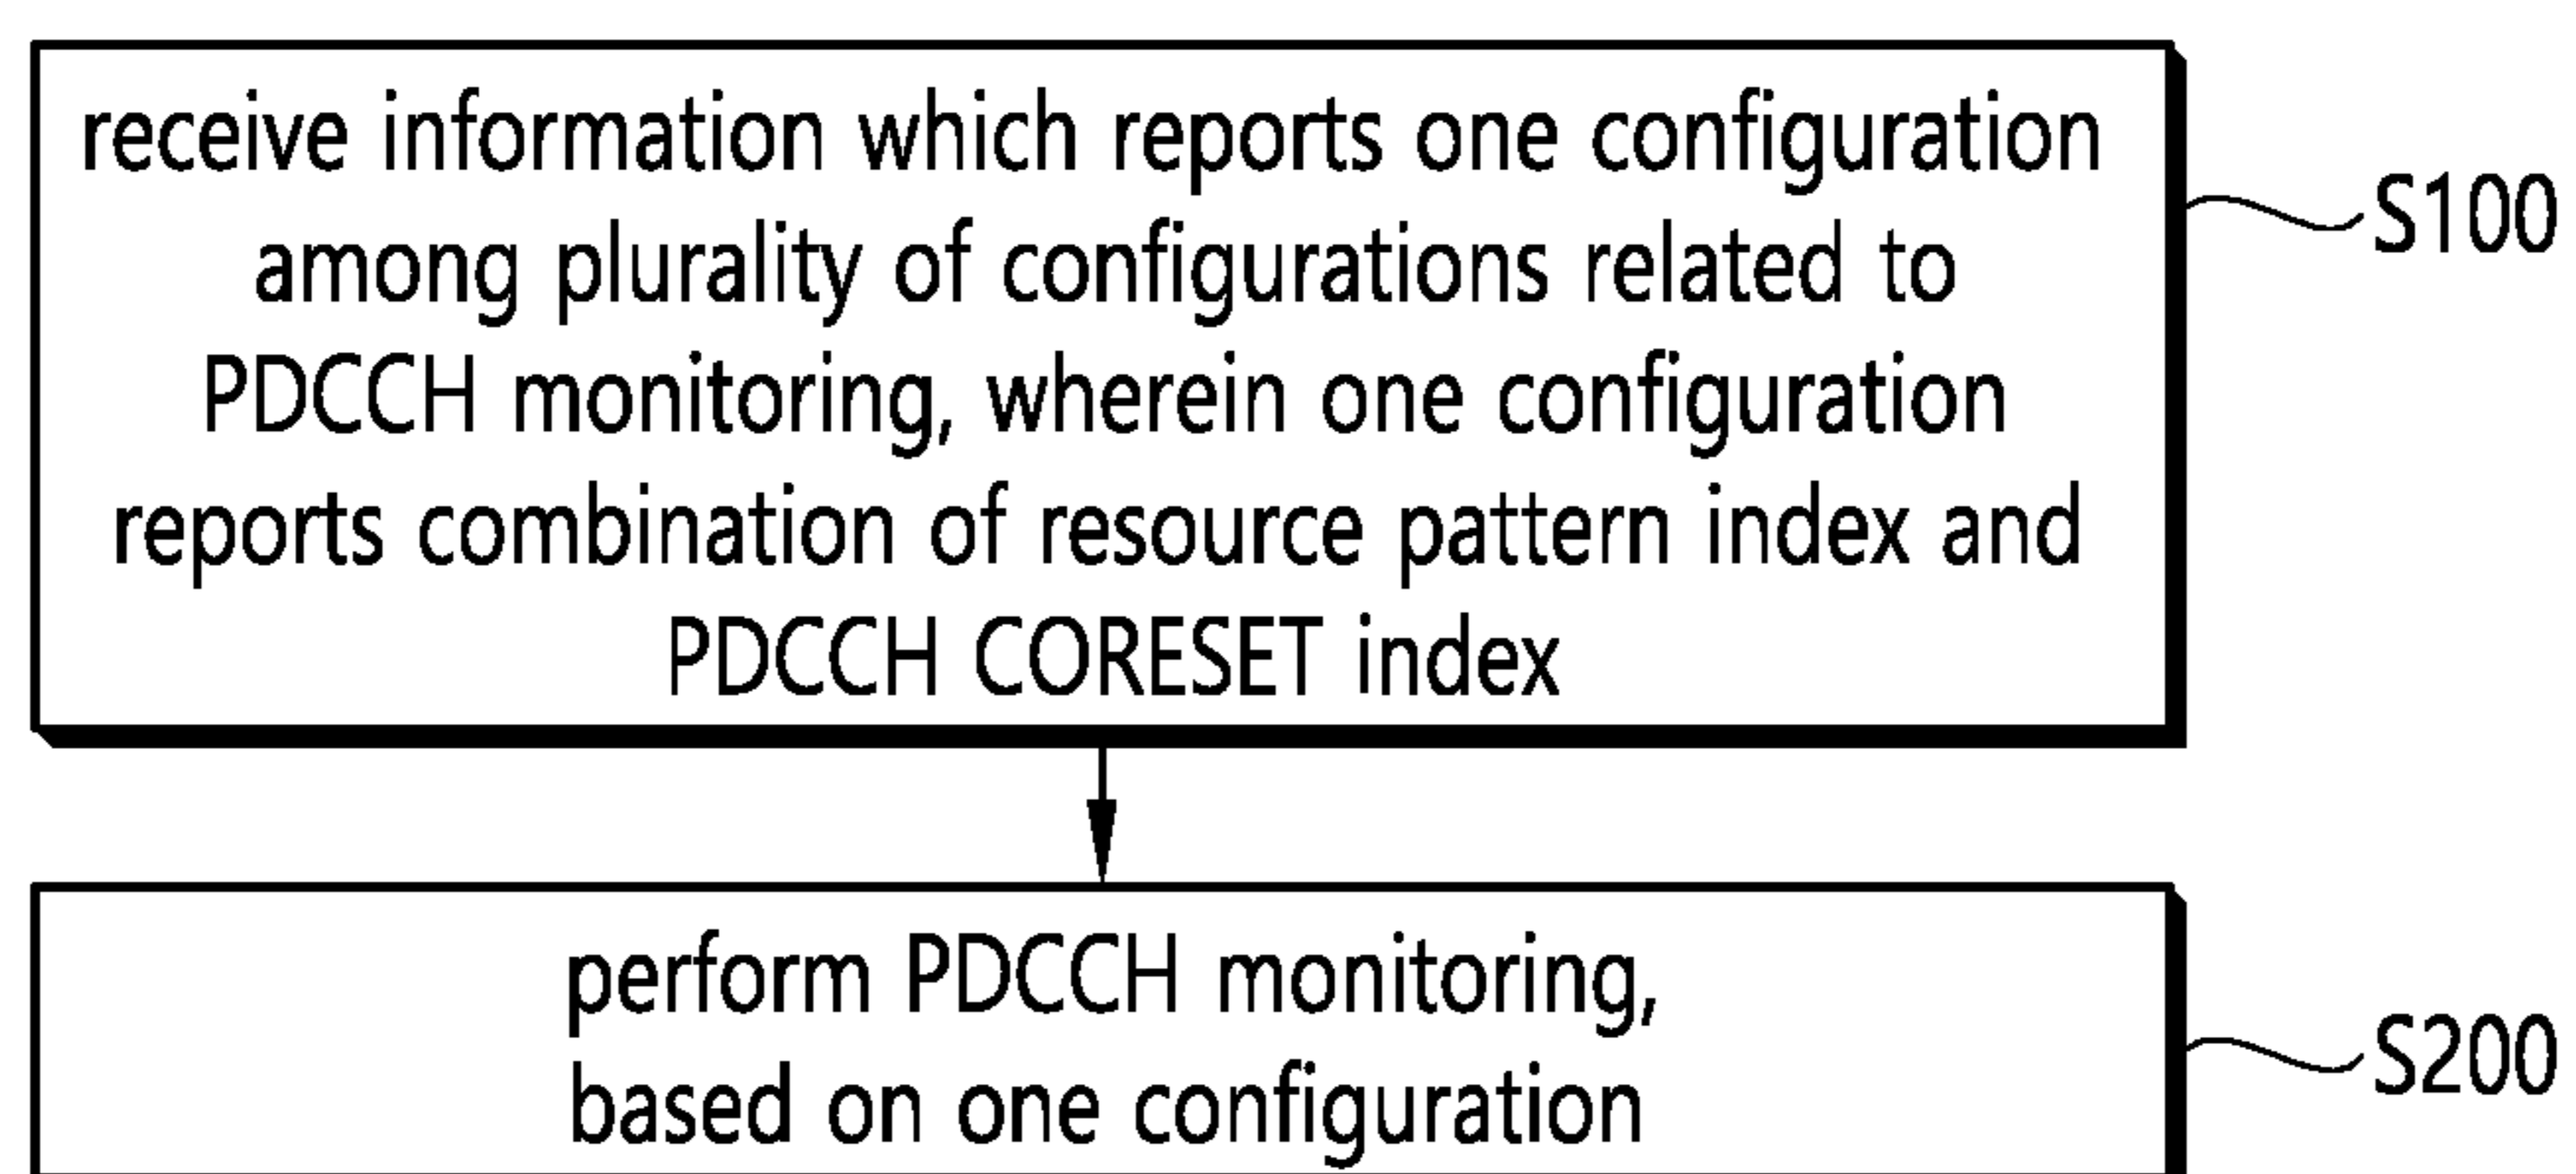 receive information which reports one configuration
among plurality of configurations related to
PDCCH monitoring, wherein one configuration
reports combination of resource pattern index and
PDCCH CORESET index
S100
perform PDCCH monitoring,
based on one configuration
S200